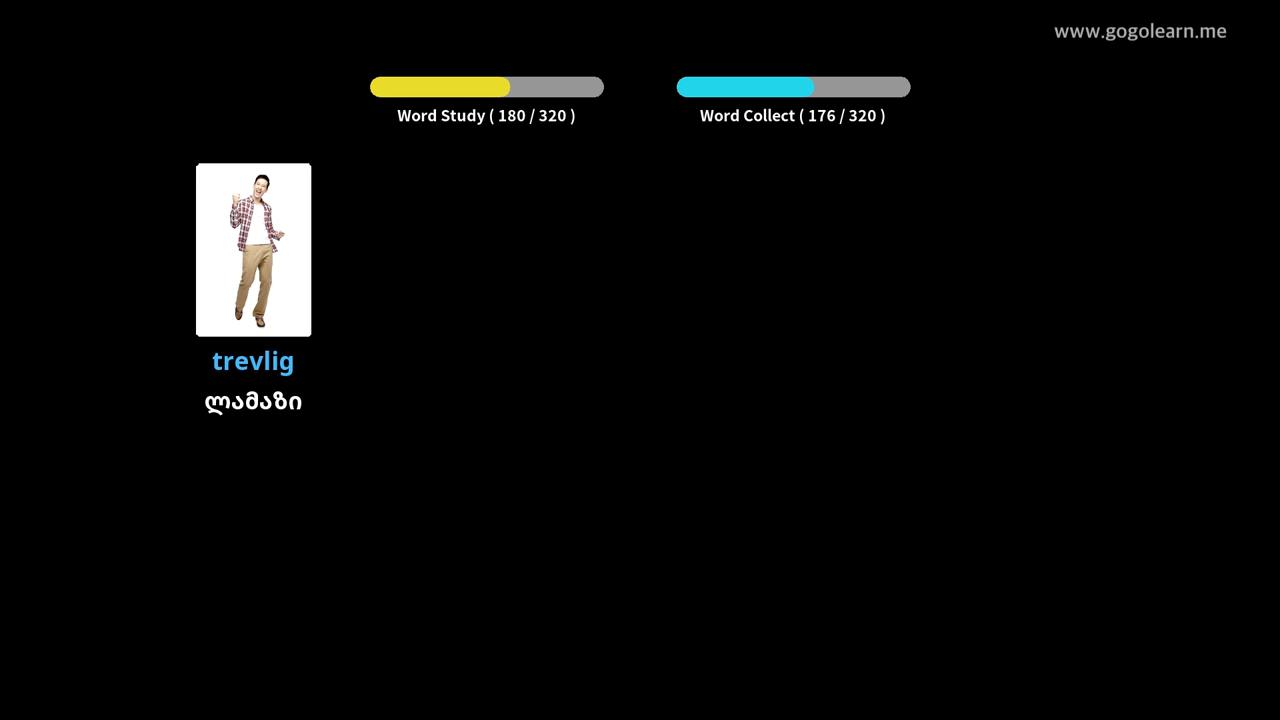 www.gogolearn.me
Word Study ( 180 / 320 )
Word Collect ( 176 / 320 )
trevlig
ლამაზი